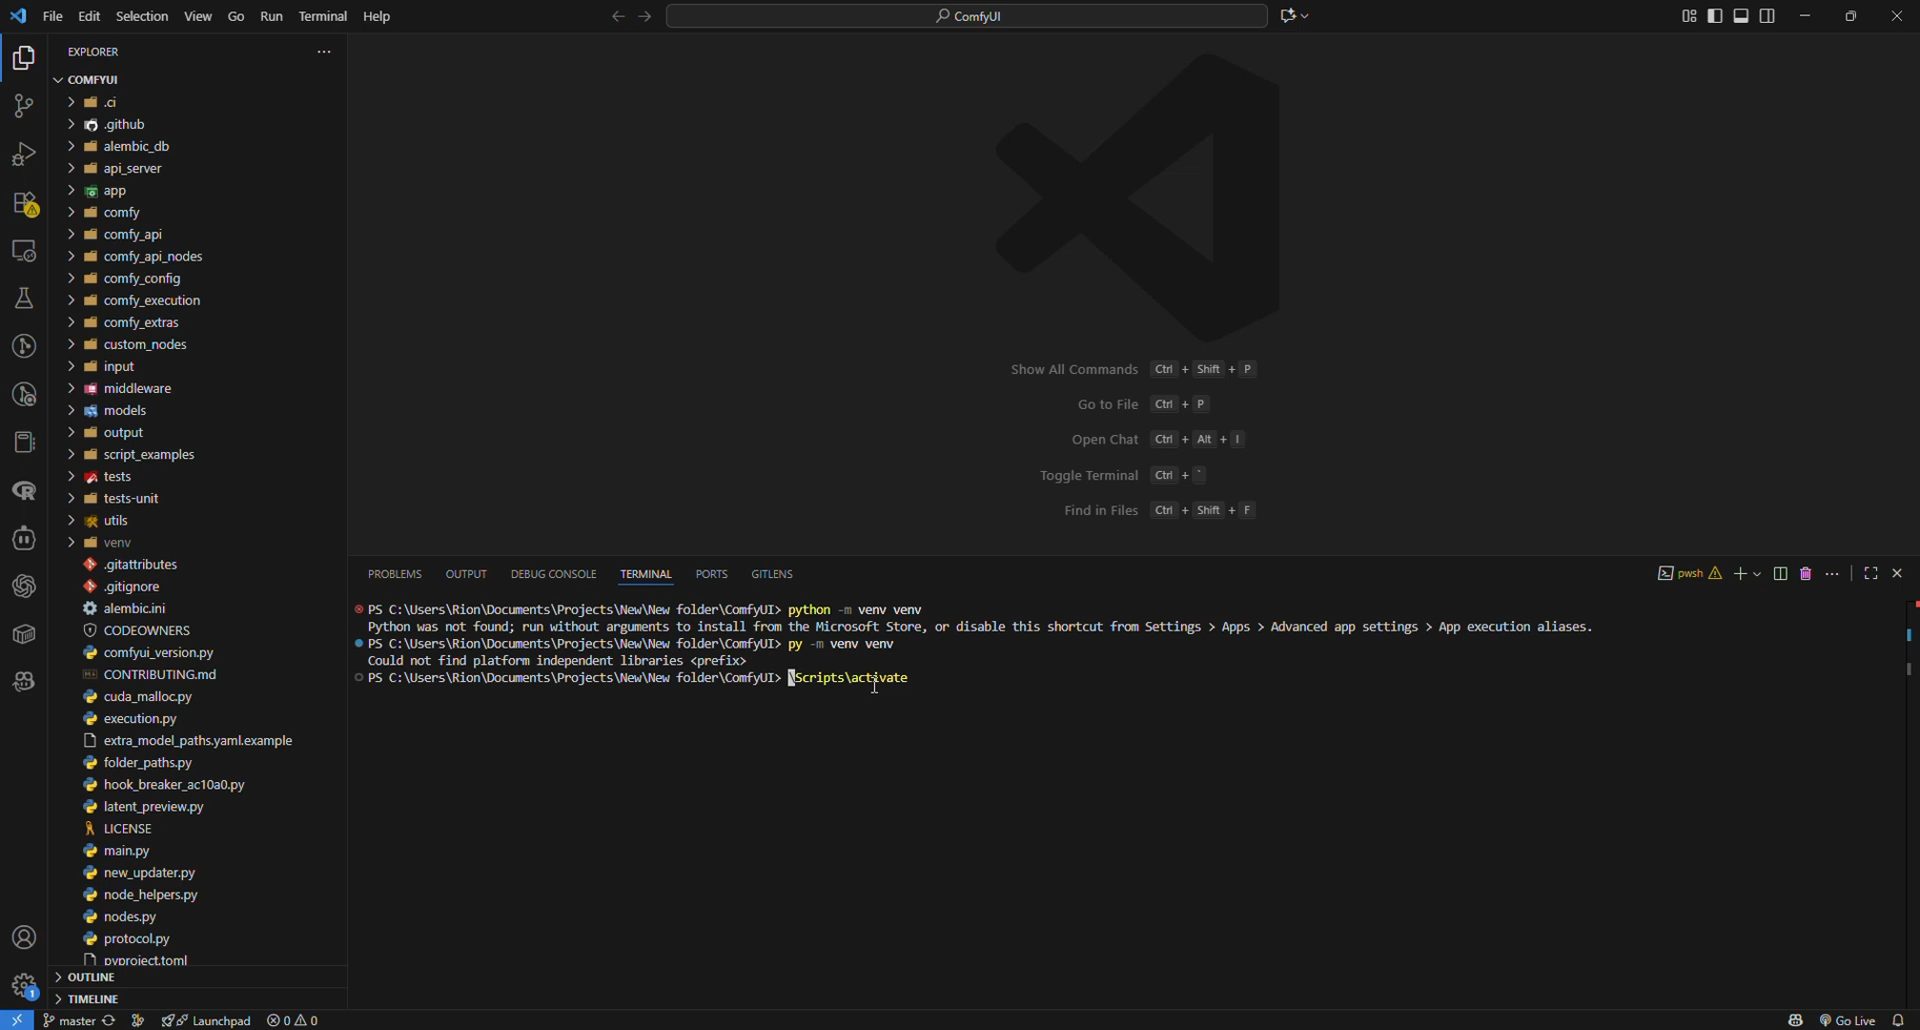 File Edit Selection View Go Run Terminal Help
ComfyUI
EXPLORER
COMFYUI
.ci
.github
alembic_db
api_server
app
comfy
comfy_api
comfy_api_nodes
comfy_config
comfy_execution
comfy_extras
custom_nodes
input
middleware
models
output
script_examples
tests
tests-unit
utils
venv
.gitattributes
.gitignore
alembic.ini
CODEOWNERS
comfyui_version.py
CONTRIBUTING.md
cuda_malloc.py
execution.py
extra_model_paths.yaml.example
folder_paths.py
hook_breaker_ac10a0.py
latent_preview.py
LICENSE
main.py
new_updater.py
node_helpers.py
nodes.py
protocol.py
pyproject.toml
OUTLINE
TIMELINE
Show All Commands Ctrl + Shift + P
Go to File Ctrl + P
Open Chat Ctrl + Alt + I
Toggle Terminal Ctrl + `
Find in Files Ctrl + Shift + F
PROBLEMS OUTPUT DEBUG CONSOLE TERMINAL PORTS GITLENS
pwsh
PS C:\Users\Rion\Documents\Projects\New\New folder\ComfyUI> python -m venv venv
Python was not found; run without arguments to install from the Microsoft Store, or disable this shortcut from Settings > Apps > Advanced app settings > App execution aliases.
PS C:\Users\Rion\Documents\Projects\New\New folder\ComfyUI> py -m venv venv
Could not find platform independent libraries <prefix>
PS C:\Users\Rion\Documents\Projects\New\New folder\ComfyUI> \Scripts\activate
1
master Launchpad 0 0
Go Live